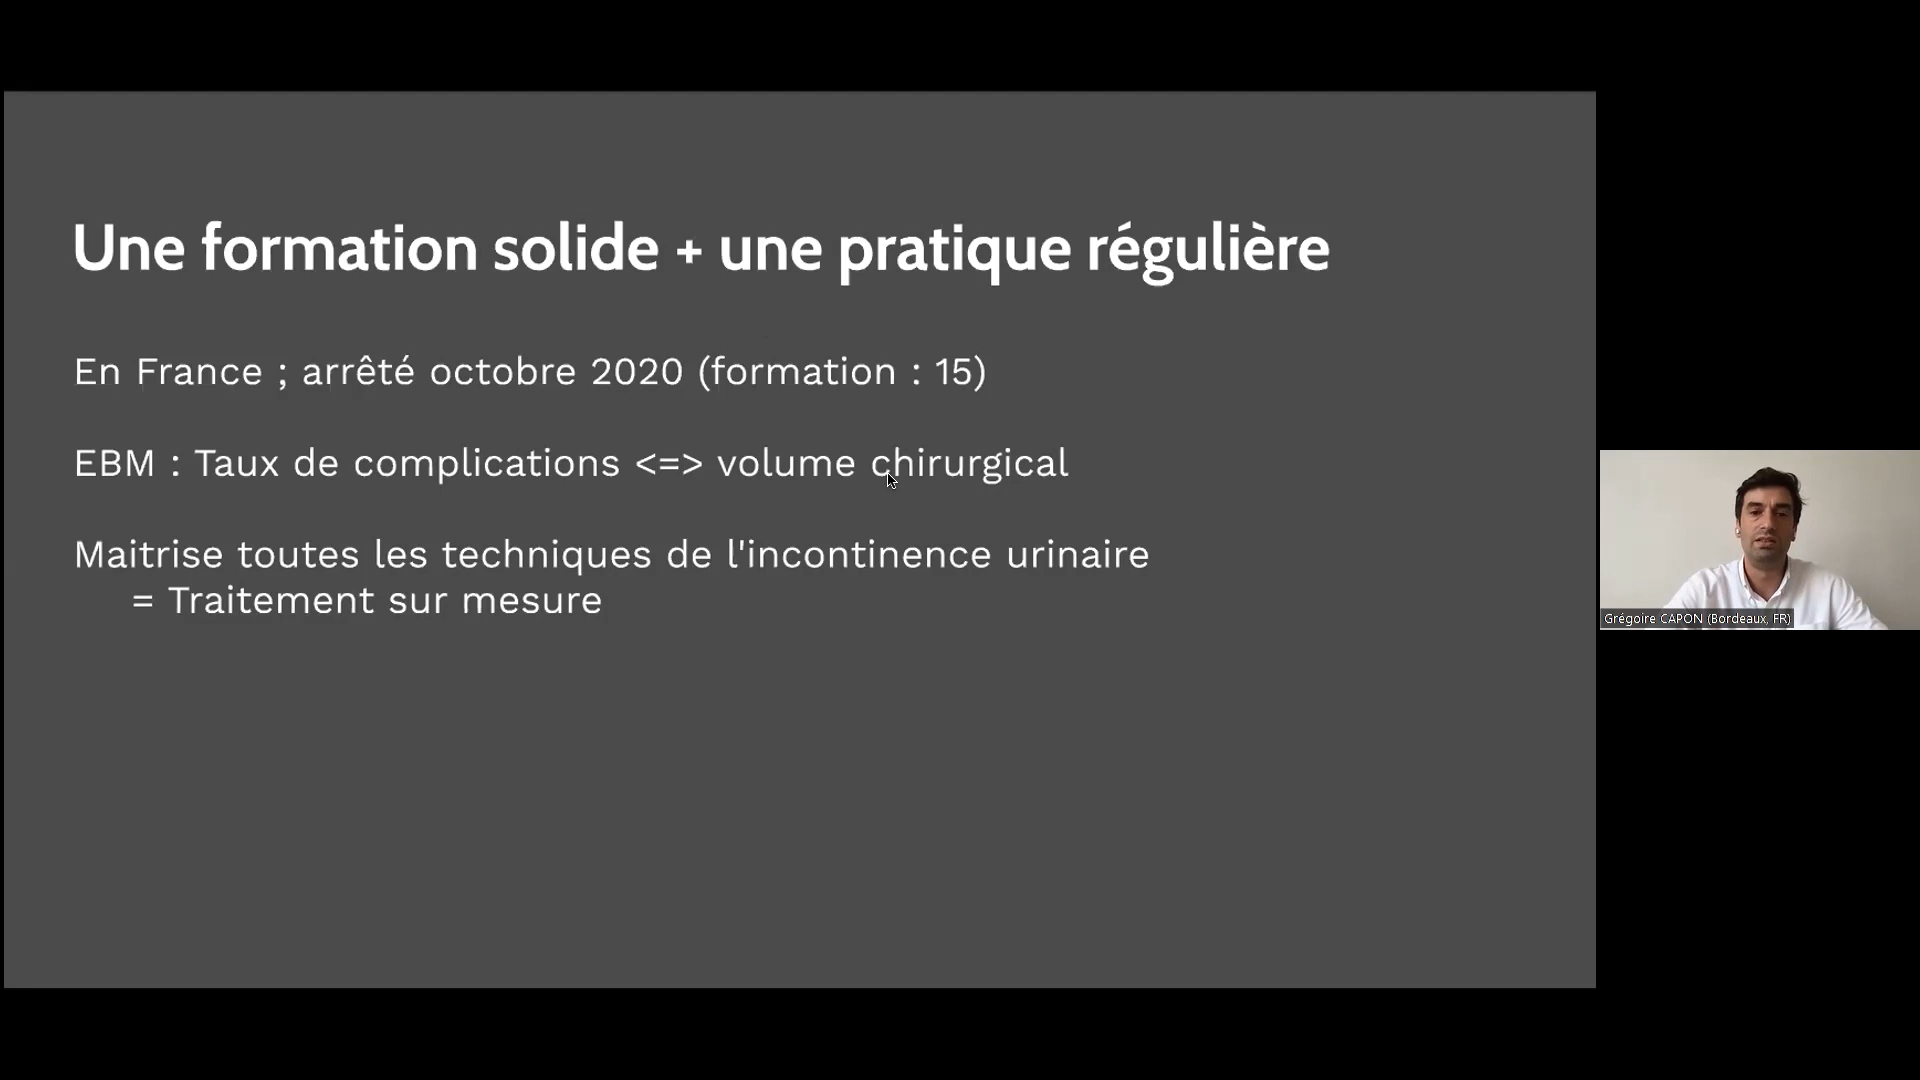 Une formation solide + une pratique régulière
En France ; arrêté octobre 2020 (formation : 15)
EBM : Taux de complications <=> volume chirurgical
Maitrise toutes les techniques de l'incontinence urinaire
= Traitement sur mesure
Grégoire CAPON (Bordeaux, FR)